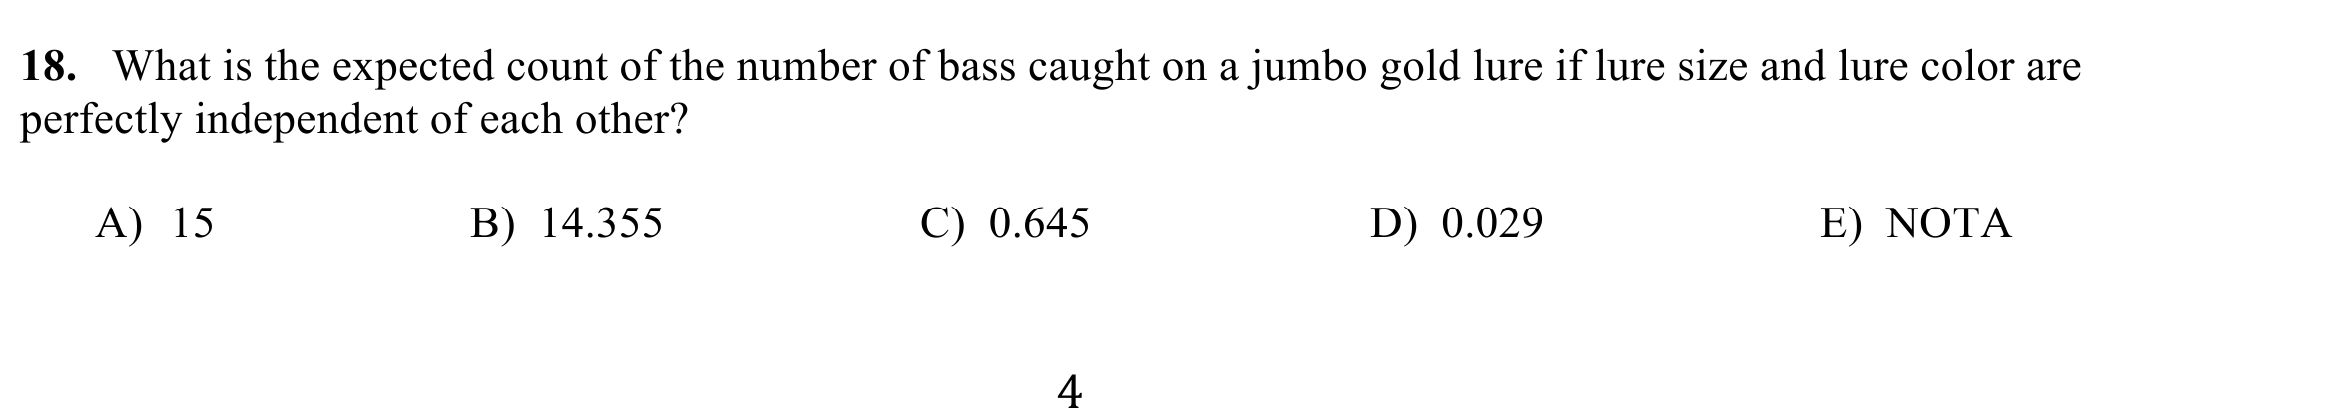 18. What is the expected count of the number of bass caught on a jumbo gold lure if lure size and lure color are
perfectly independent of each other?
A) 15 B) 14.355 C) 0.645 D) 0.029 E) NOTA
4